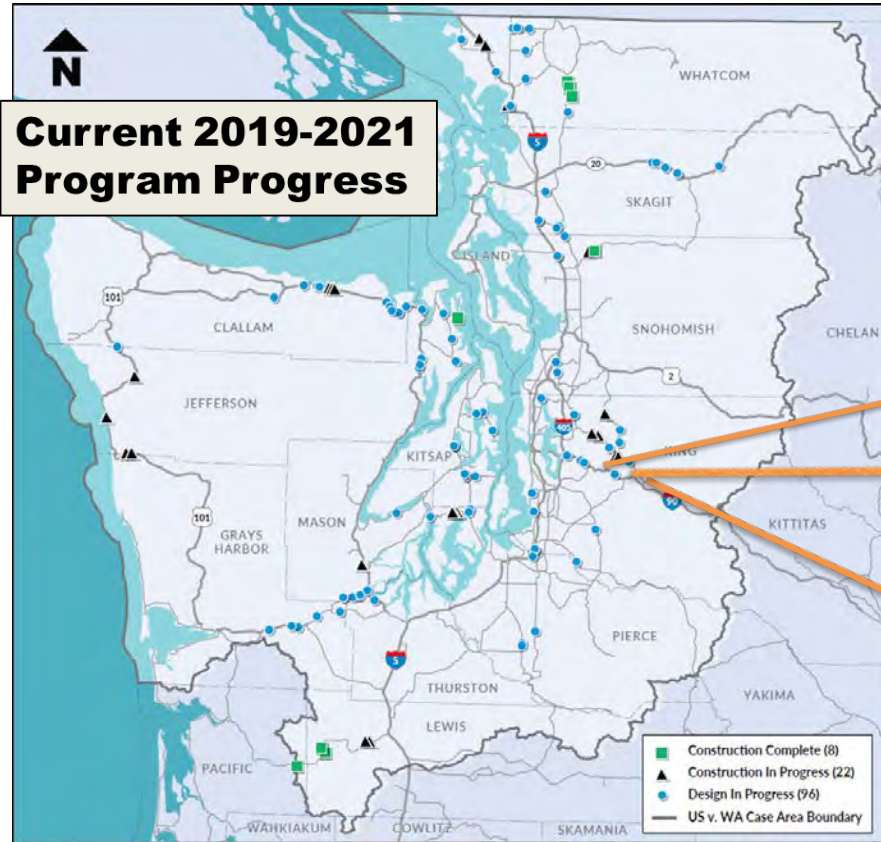 N
Current 2019-2021
Program Progress
WHATCOM
5
20
SKAGIT
ISLAND
101
CLALLAM
SNOHOMISH
CHELAN
2
JEFFERSON
405
KING
KITSAP
90
101
MASON
KITTITAS
GRAYS
HARBOR
PIERCE
5
THURSTON
YAKIMA
LEWIS
PACIFIC
WAHKIAKUM
COWLITZ
SKAMANIA
Construction Complete (8)
Construction In Progress (22)
Design In Progress (96)
US v. WA Case Area Boundary